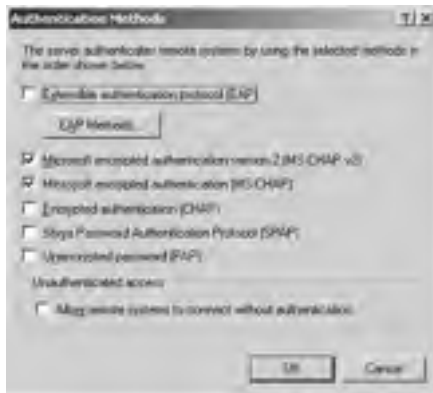 Authentication Methods
The server authenticates remote systems by using the selected methods in
the order shown below.
Extensible authentication protocol (EAP)
EAP Methods...
Microsoft encrypted authentication version 2 (MS-CHAP v2)
Microsoft encrypted authentication (MS-CHAP)
Encrypted authentication (CHAP)
Shiva Password Authentication Protocol (SPAP)
Unencrypted password (PAP)
Unauthenticated access
Allow remote systems to connect without authentication
OK Cancel